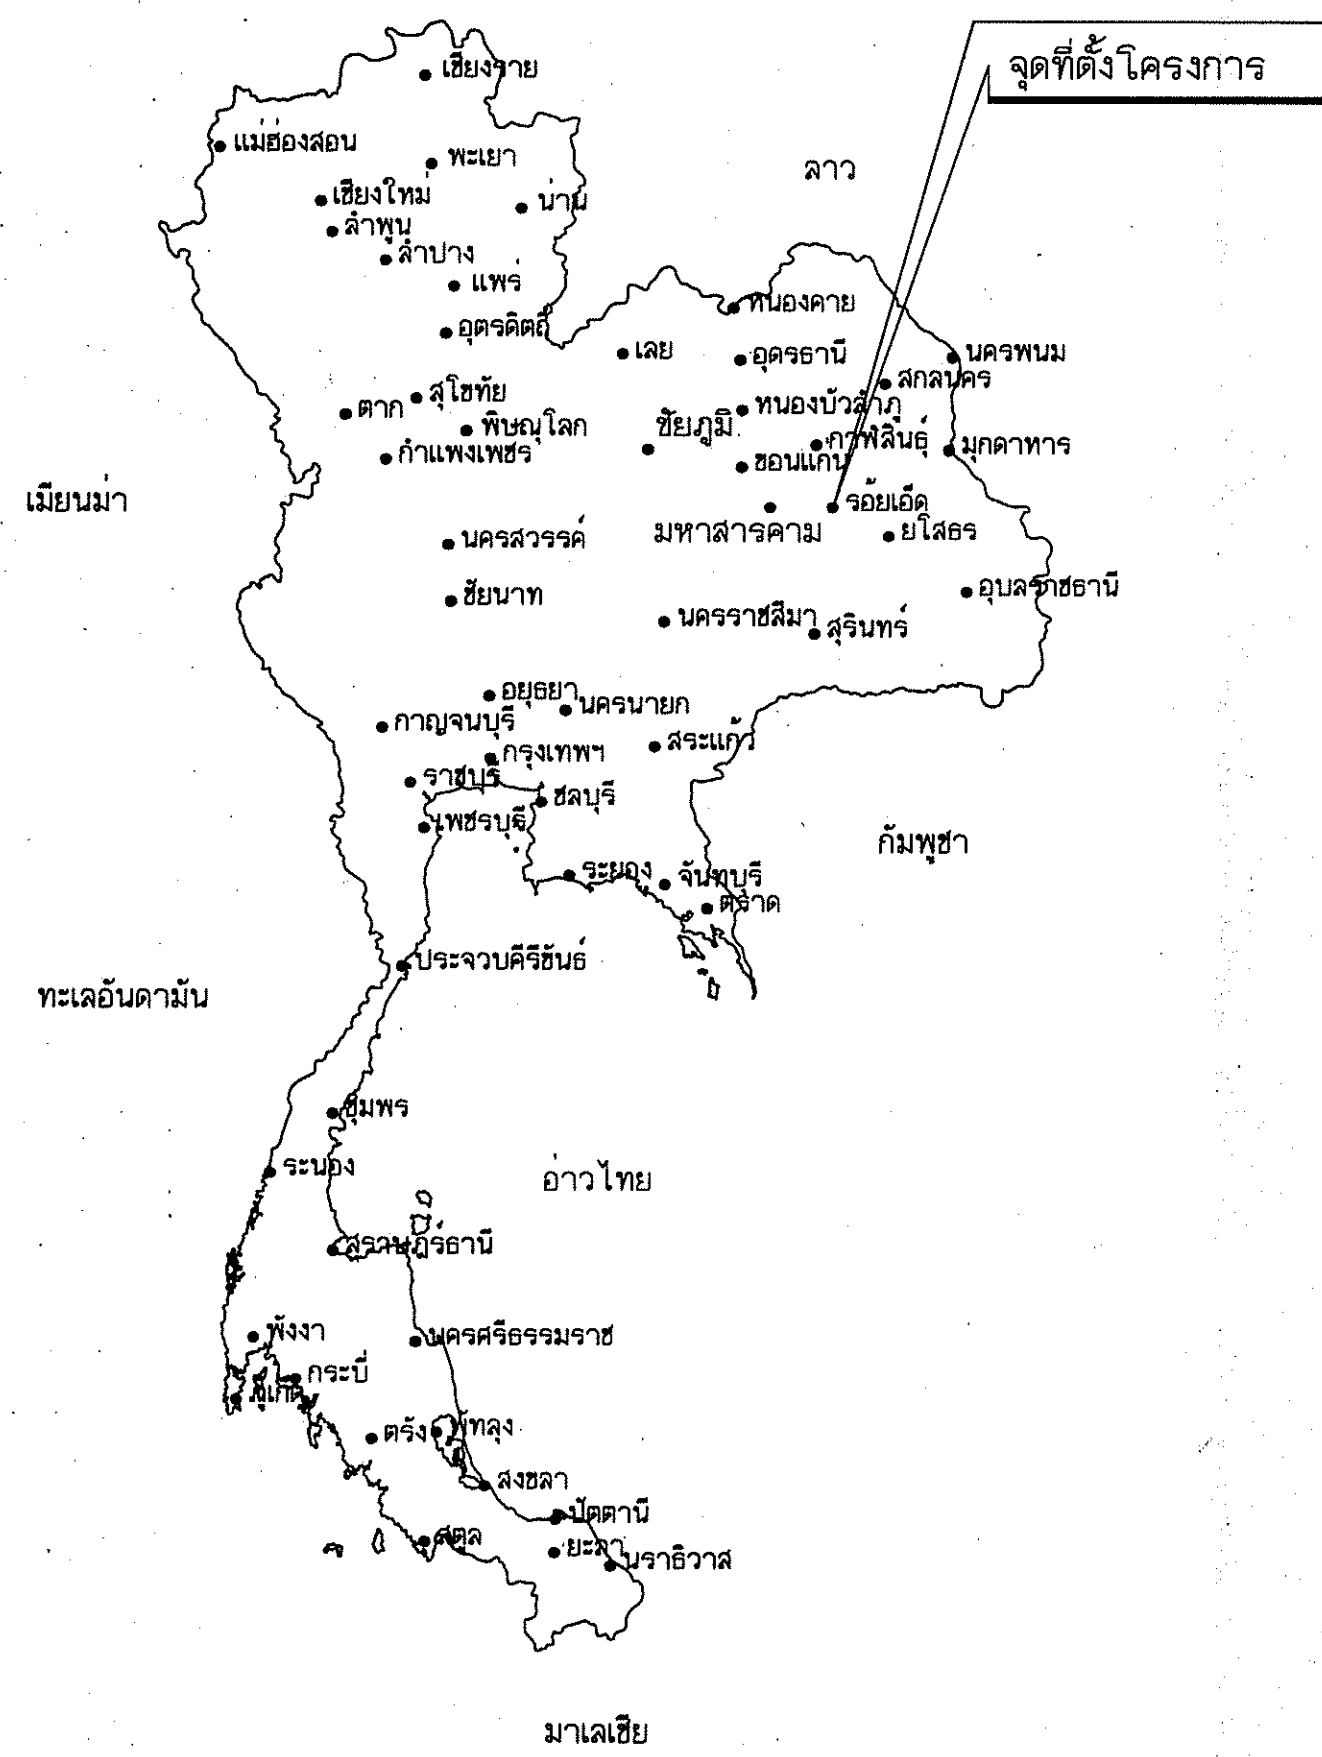 จุดที่ตั้งโครงการ
เชียงราย
แม่ฮ่องสอน
พะเยา
ลาว
เชียงใหม่
น่าน
ลำพูน
ลำปาง
แพร่
หนองคาย
อุตรดิตถ์
เลย
อุดรธานี
นครพนม
สกลนคร
สุโขทัย
ตาก
หนองบัวลำภู
พิษณุโลก
ชัยภูมิ
กาฬสินธุ์
มุกดาหาร
กำแพงเพชร
ขอนแก่น
เมียนม่า
ร้อยเอ็ด
มหาสารคาม
ยโสธร
นครสวรรค์
อุบลราชธานี
ชัยนาท
นครราชสีมา
สุรินทร์
อยุธยา
นครนายก
กาญจนบุรี
สระแก้ว
กรุงเทพฯ
ราชบุรี
ชลบุรี
เพชรบุรี
กัมพูชา
ระยอง
จันทบุรี
ตราด
ประจวบคีรีขันธ์
ทะเลอันดามัน
ชุมพร
ระนอง
อ่าวไทย
สุราษฎร์ธานี
พังงา
นครศรีธรรมราช
กระบี่
ภูเก็ต
ตรัง
พัทลุง
สงขลา
ปัตตานี
สตูล
ยะลา
นราธิวาส
มาเลเซีย